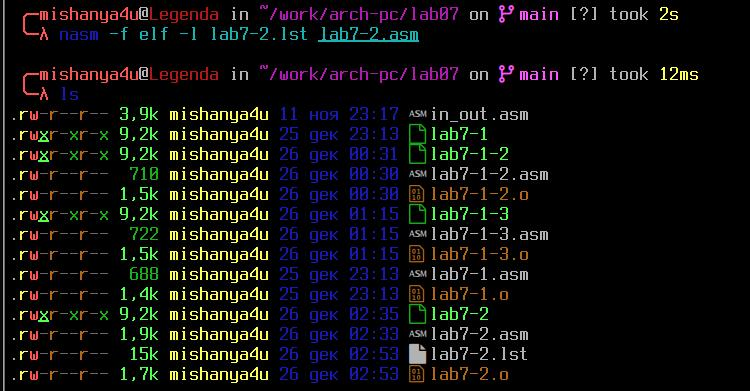 mishanya4u@Legenda in ~/work/arch-pc/lab07 on main [?] took 2s
λ nasm -f elf -l lab7-2.lst lab7-2.asm
mishanya4u@Legenda in ~/work/arch-pc/lab07 on main [?] took 12ms
λ ls
.rw-r--r-- 3,9k mishanya4u 11 ноя 23:17 ASM in_out.asm
.rwxr-xr-x 9,2k mishanya4u 25 дек 23:13 lab7-1
.rwxr-xr-x 9,2k mishanya4u 26 дек 00:31 lab7-1-2
.rw-r--r-- 710 mishanya4u 26 дек 00:30 ASM lab7-1-2.asm
.rw-r--r-- 1,5k mishanya4u 26 дек 00:30 lab7-1-2.o
.rwxr-xr-x 9,2k mishanya4u 26 дек 01:15 lab7-1-3
.rw-r--r-- 722 mishanya4u 26 дек 01:15 ASM lab7-1-3.asm
.rw-r--r-- 1,5k mishanya4u 26 дек 01:15 lab7-1-3.o
.rw-r--r-- 688 mishanya4u 25 дек 23:13 ASM lab7-1.asm
.rw-r--r-- 1,4k mishanya4u 25 дек 23:13 lab7-1.o
.rwxr-xr-x 9,2k mishanya4u 26 дек 02:35 lab7-2
.rw-r--r-- 1,9k mishanya4u 26 дек 02:33 ASM lab7-2.asm
.rw-r--r-- 15k mishanya4u 26 дек 02:53 lab7-2.lst
.rw-r--r-- 1,7k mishanya4u 26 дек 02:53 lab7-2.o